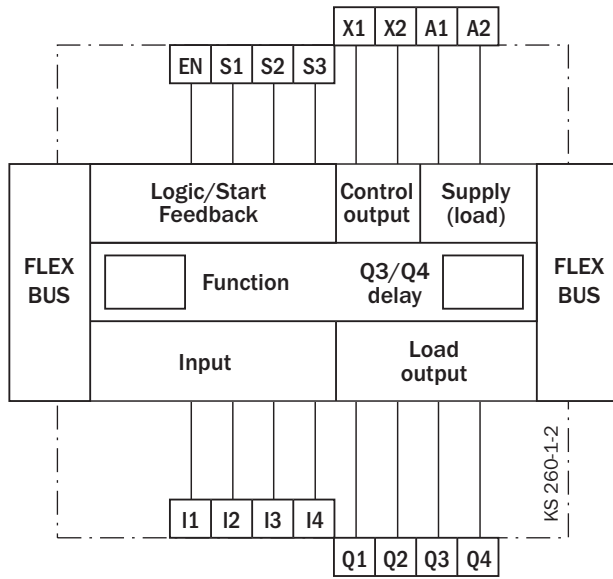 X1 X2 A1 A2
EN S1 S2 S3
Logic/Start
Feedback
Control
output
Supply
(load)
FLEX
BUS
Function
Q3/Q4
delay
FLEX
BUS
Input
Load
output
KS 260-1-2
I1 I2 I3 I4
Q1 Q2 Q3 Q4